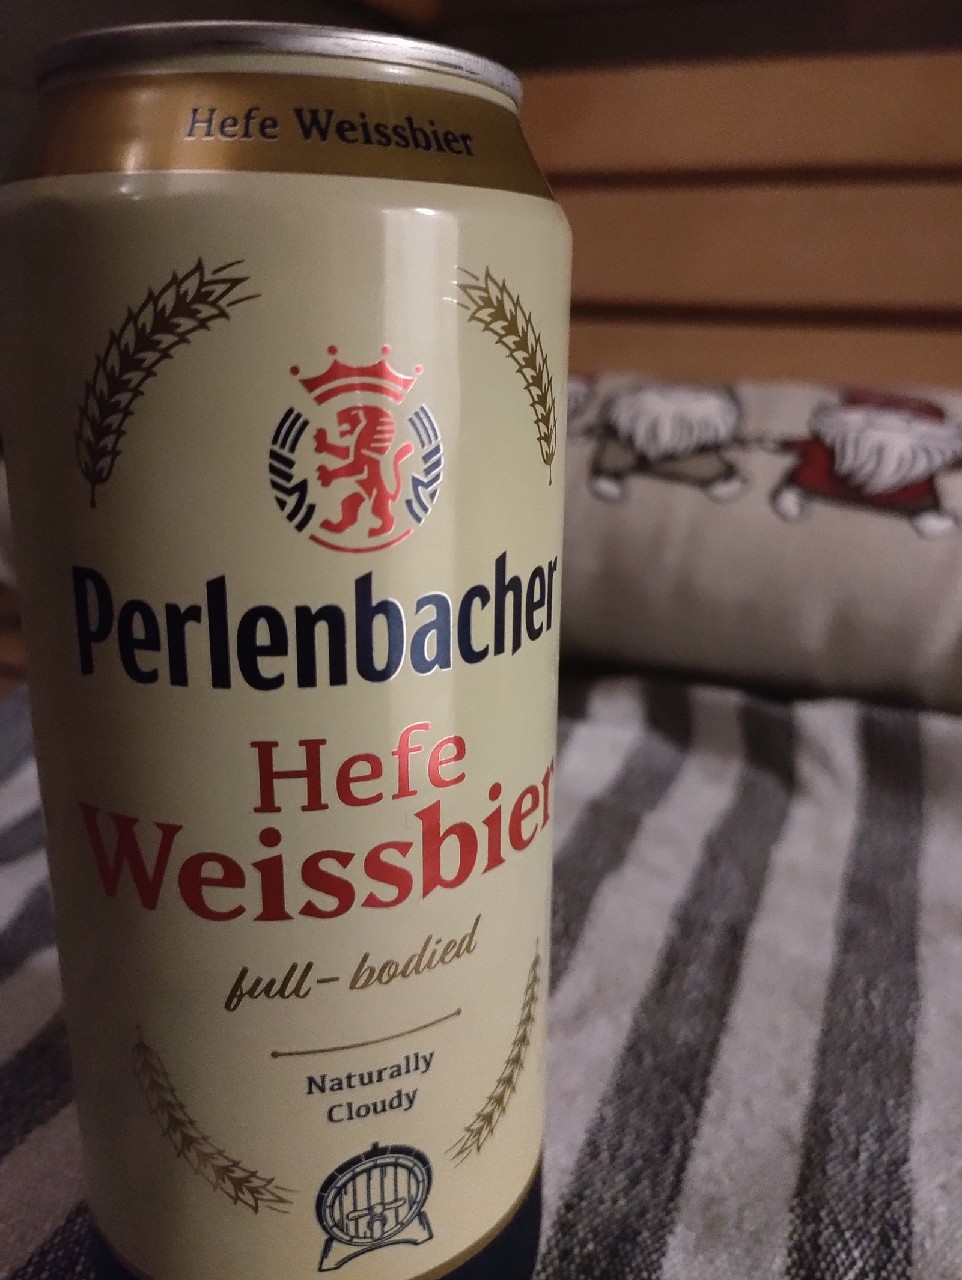 Hefe Weissbier
Perlenbacher
Hefe
Weissbier
full-bodied
Naturally
Cloudy